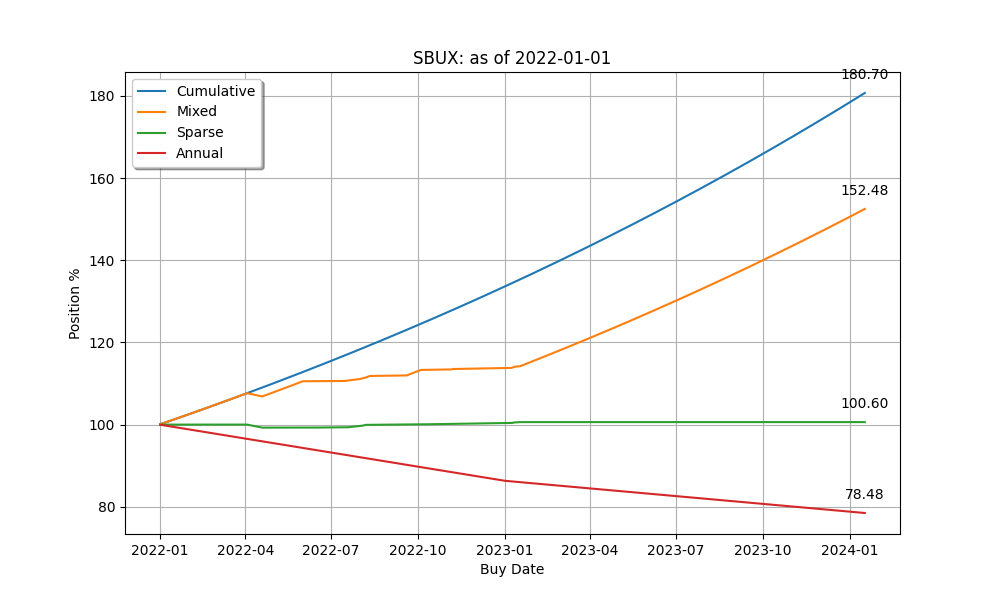 SBUX: as of 2022-01-01
Cumulative
Mixed
Sparse
Annual
180.70
152.48
100.60
78.48
180
160
140
120
100
80
Position %
2022-01 2022-04 2022-07 2022-10 2023-01 2023-04 2023-07 2023-10 2024-01
Buy Date